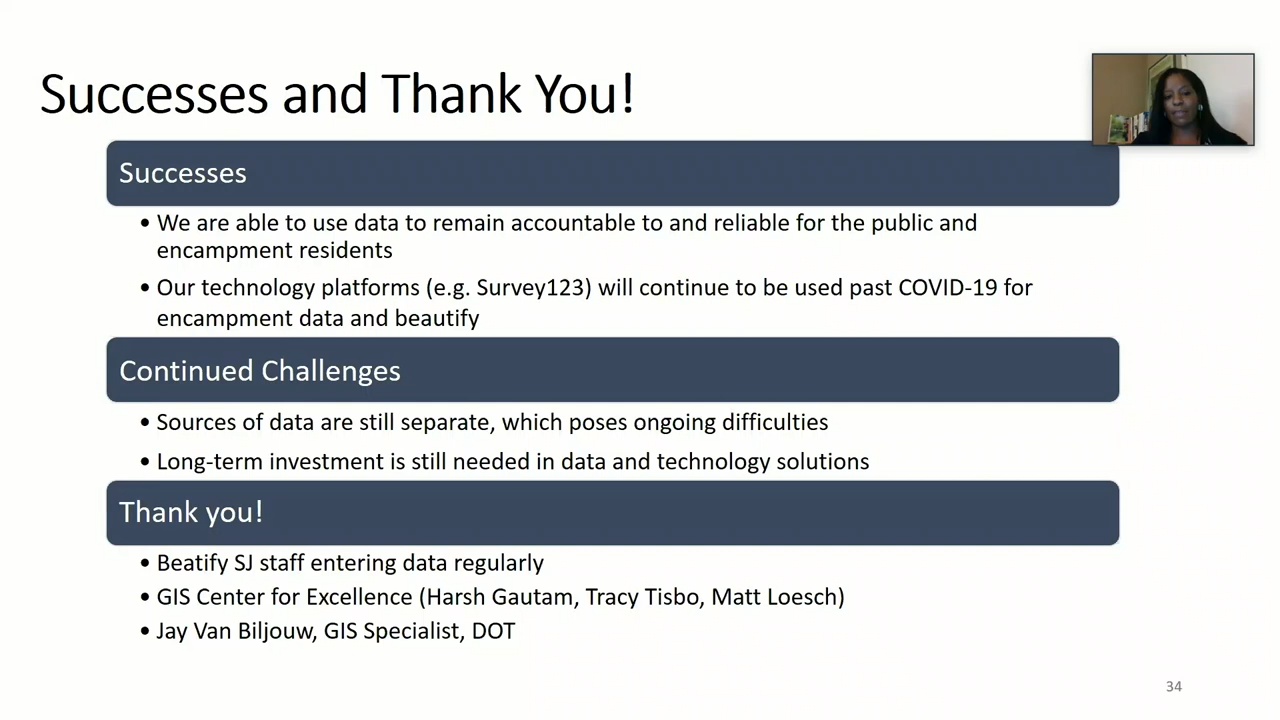 Successes and Thank You!
Successes
• We are able to use data to remain accountable to and reliable for the public and
encampment residents
• Our technology platforms (e.g. Survey123) will continue to be used past COVID-19 for
encampment data and beautify
Continued Challenges
• Sources of data are still separate, which poses ongoing difficulties
• Long-term investment is still needed in data and technology solutions
Thank you!
• Beatify SJ staff entering data regularly
• GIS Center for Excellence (Harsh Gautam, Tracy Tisbo, Matt Loesch)
• Jay Van Biljouw, GIS Specialist, DOT
34